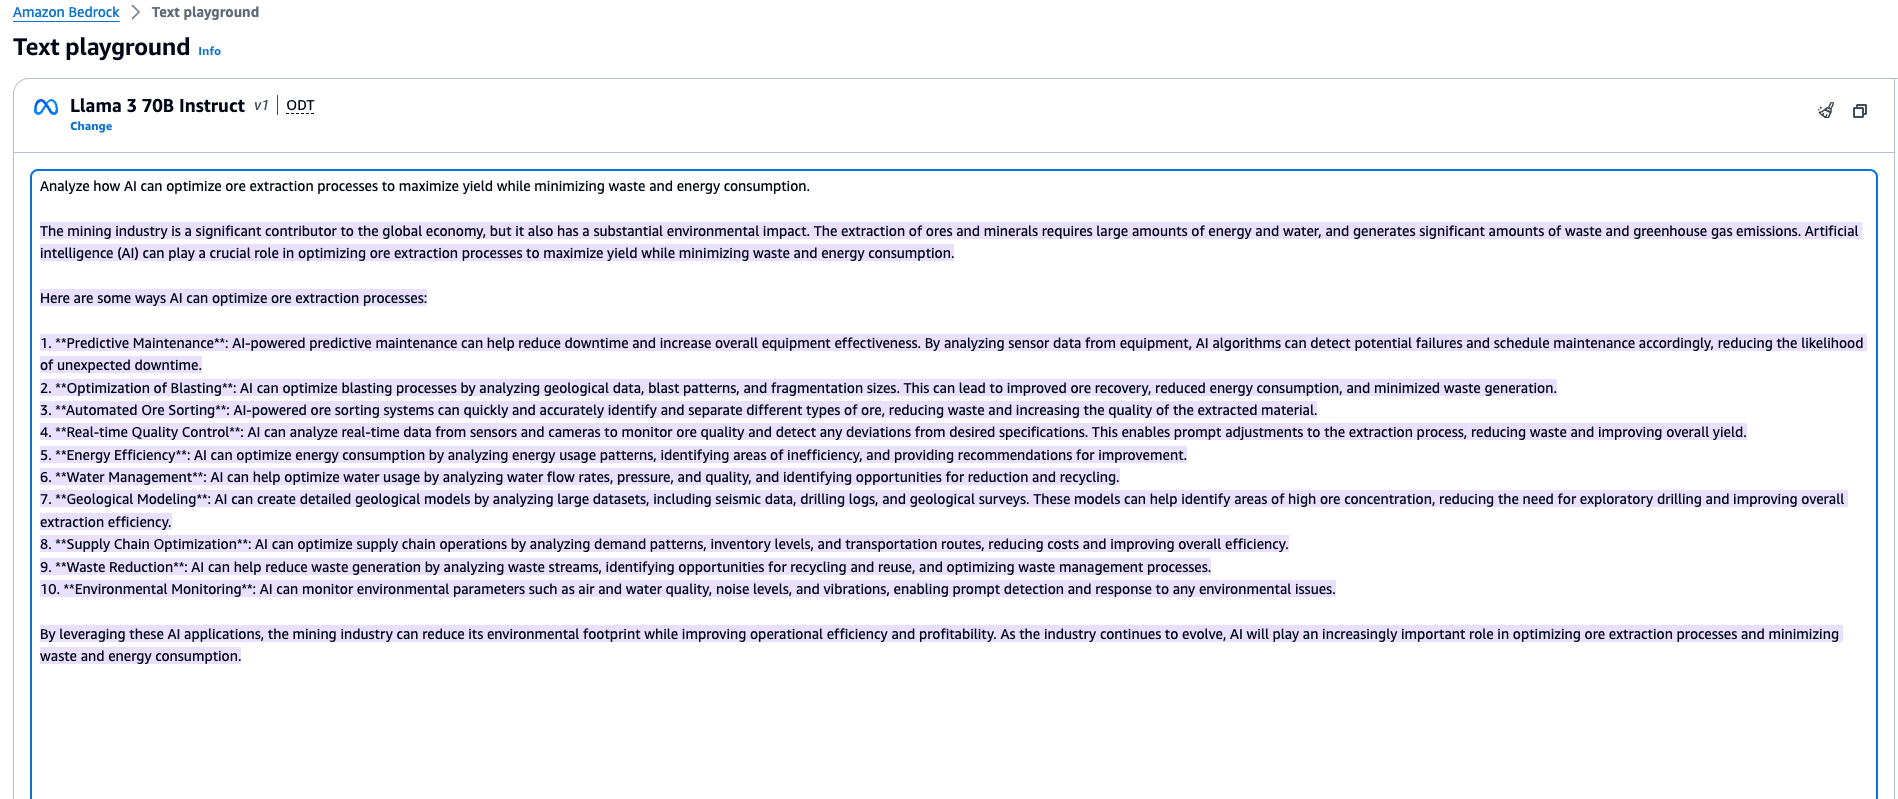 Amazon Bedrock > Text playground
Text playground Info
Llama 3 70B Instruct v1 | ODT
Change
Analyze how AI can optimize ore extraction processes to maximize yield while minimizing waste and energy consumption.
The mining industry is a significant contributor to the global economy, but it also has a substantial environmental impact. The extraction of ores and minerals requires large amounts of energy and water, and generates significant amounts of waste and greenhouse gas emissions. Artificial
intelligence (AI) can play a crucial role in optimizing ore extraction processes to maximize yield while minimizing waste and energy consumption.
Here are some ways AI can optimize ore extraction processes:
1. **Predictive Maintenance**: AI-powered predictive maintenance can help reduce downtime and increase overall equipment effectiveness. By analyzing sensor data from equipment, AI algorithms can detect potential failures and schedule maintenance accordingly, reducing the likelihood
of unexpected downtime.
2. **Optimization of Blasting**: AI can optimize blasting processes by analyzing geological data, blast patterns, and fragmentation sizes. This can lead to improved ore recovery, reduced energy consumption, and minimized waste generation.
3. **Automated Ore Sorting**: AI-powered ore sorting systems can quickly and accurately identify and separate different types of ore, reducing waste and increasing the quality of the extracted material.
4. **Real-time Quality Control**: AI can analyze real-time data from sensors and cameras to monitor ore quality and detect any deviations from desired specifications. This enables prompt adjustments to the extraction process, reducing waste and improving overall yield.
5. **Energy Efficiency**: AI can optimize energy consumption by analyzing energy usage patterns, identifying areas of inefficiency, and providing recommendations for improvement.
6. **Water Management**: AI can help optimize water usage by analyzing water flow rates, pressure, and quality, and identifying opportunities for reduction and recycling.
7. **Geological Modeling**: AI can create detailed geological models by analyzing large datasets, including seismic data, drilling logs, and geological surveys. These models can help identify areas of high ore concentration, reducing the need for exploratory drilling and improving overall
extraction efficiency.
8. **Supply Chain Optimization**: AI can optimize supply chain operations by analyzing demand patterns, inventory levels, and transportation routes, reducing costs and improving overall efficiency.
9. **Waste Reduction**: AI can help reduce waste generation by analyzing waste streams, identifying opportunities for recycling and reuse, and optimizing waste management processes.
10. **Environmental Monitoring**: AI can monitor environmental parameters such as air and water quality, noise levels, and vibrations, enabling prompt detection and response to any environmental issues.
By leveraging these AI applications, the mining industry can reduce its environmental footprint while improving operational efficiency and profitability. As the industry continues to evolve, AI will play an increasingly important role in optimizing ore extraction processes and minimizing
waste and energy consumption.